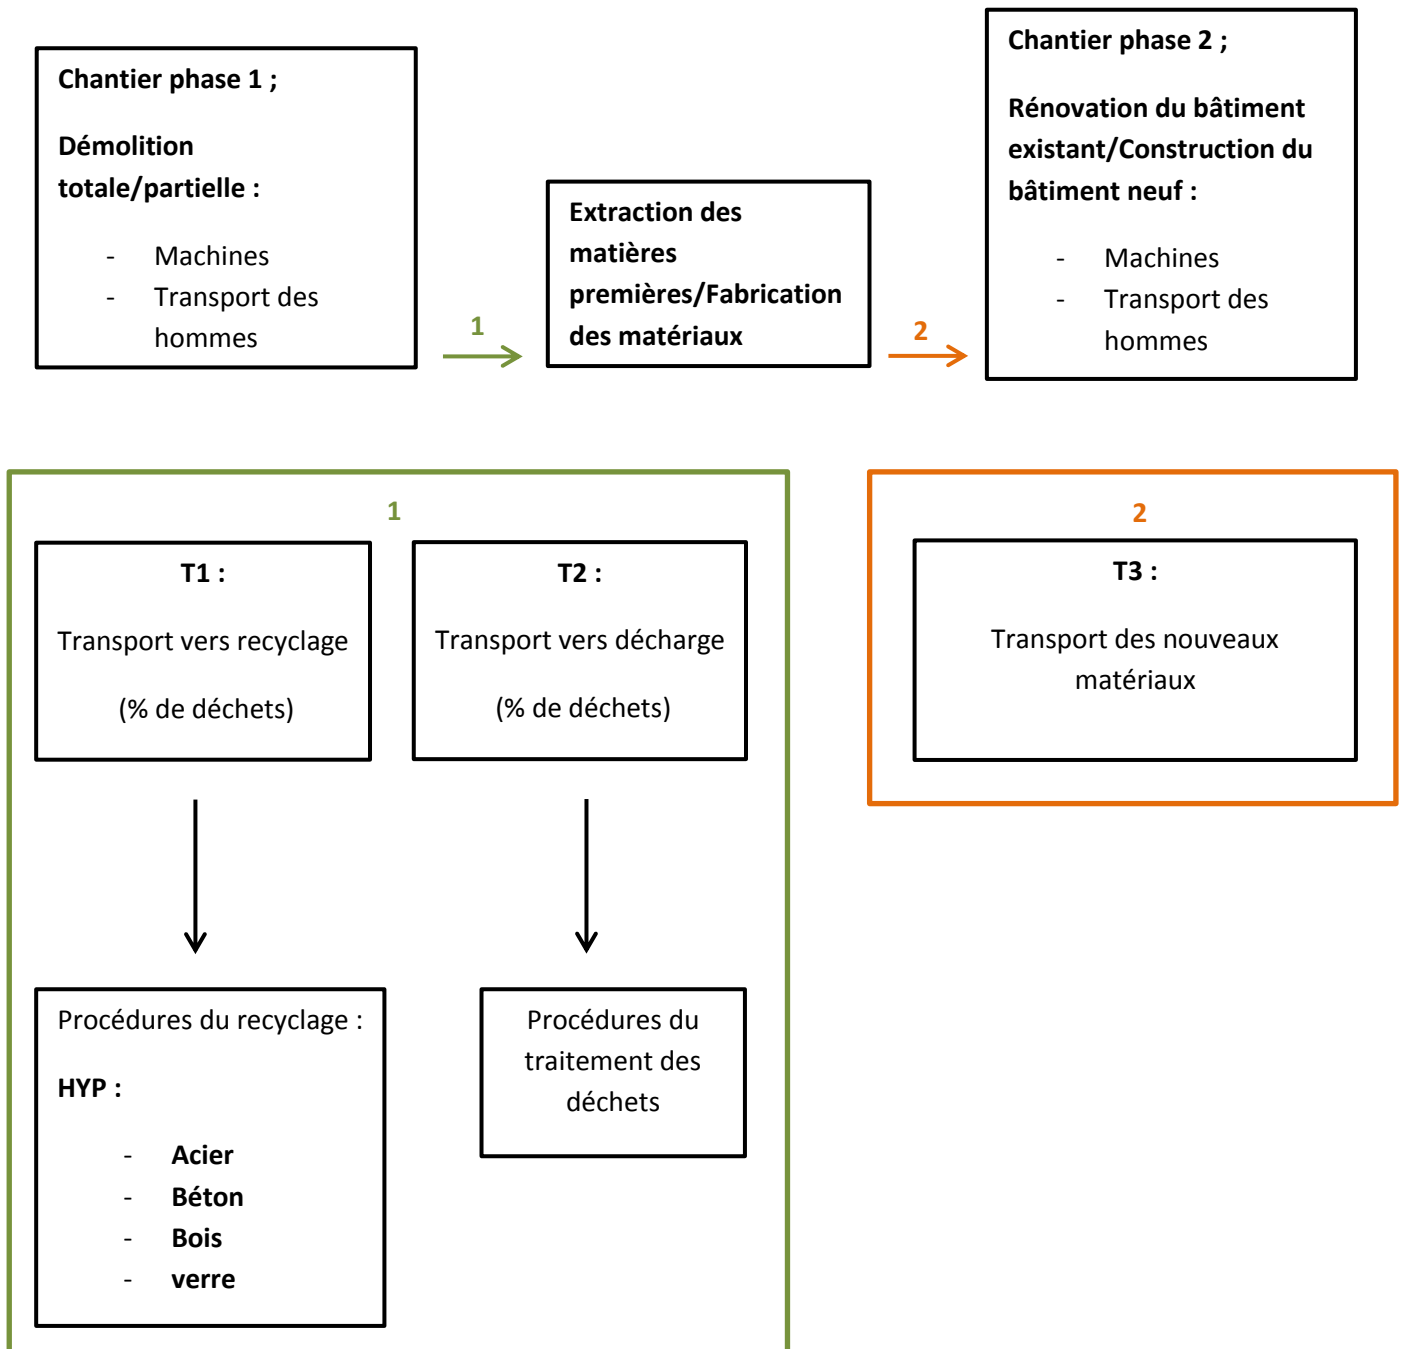 Chantier phase 1 ;
Démolition
totale/partielle :
- Machines
- Transport des
hommes
1
Extraction des
matières
premières/Fabrication
des matériaux
2
Chantier phase 2 ;
Rénovation du bâtiment
existant/Construction du
bâtiment neuf :
- Machines
- Transport des
hommes
1
T1 :
Transport vers recyclage
(% de déchets)
T2 :
Transport vers décharge
(% de déchets)
Procédures du recyclage :
HYP :
- Acier
- Béton
- Bois
- verre
Procédures du
traitement des
déchets
2
T3 :
Transport des nouveaux
matériaux